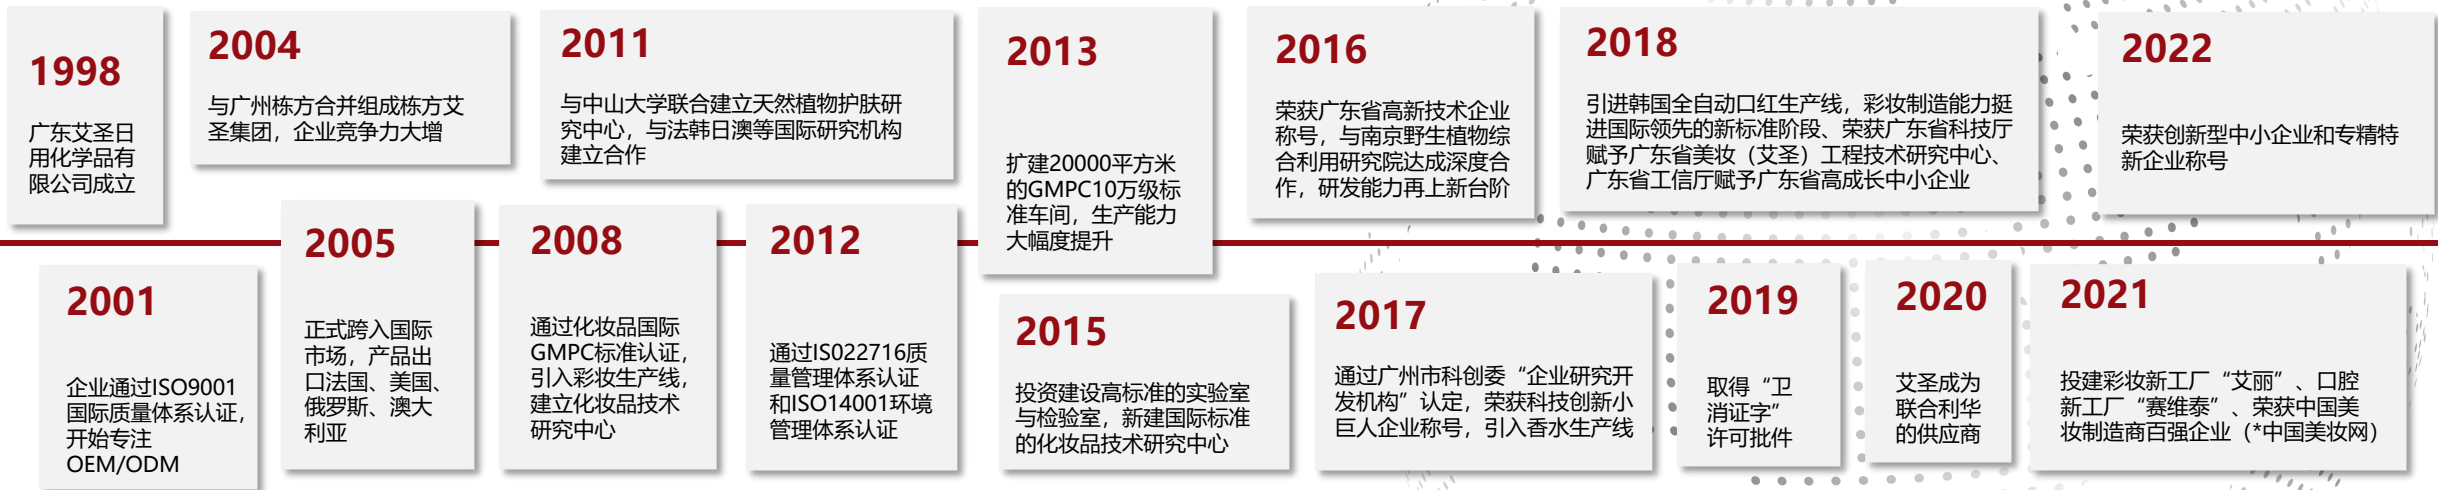 1998
广东艾圣日
用化学品有
限公司成立
2001
企业通过ISO9001
国际质量体系认证，
开始专注
OEM/ODM
2004
与广州栋方合并组成栋方艾
圣集团，企业竞争力大增
2005
正式跨入国际
市场，产品出
口法国、美国、
俄罗斯、澳大
利亚
2008
通过化妆品国际
GMPC标准认证，
引入彩妆生产线，
建立化妆品技术
研究中心
2011
与中山大学联合建立天然植物护肤研
究中心，与法韩日澳等国际研究机构
建立合作
2012
通过IS022716质
量管理体系认证
和ISO14001环境
管理体系认证
2013
扩建20000平方米
的GMPC10万级标
准车间，生产能力
大幅度提升
2015
投资建设高标准的实验室
与检验室，新建国际标准
的化妆品技术研究中心
2016
荣获广东省高新技术企业
称号，与南京野生植物综
合利用研究院达成深度合
作，研发能力再上新台阶
2017
通过广州市科创委“企业研究开
发机构”认定，荣获科技创新小
巨人企业称号，引入香水生产线
2018
引进韩国全自动口红生产线，彩妆制造能力挺
进国际领先的新标准阶段、荣获广东省科技厅
赋予广东省美妆（艾圣）工程技术研究中心、
广东省工信厅赋予广东省高成长中小企业
2019
取得“卫
消证字”
许可批件
2020
艾圣成为
联合利华
的供应商
2021
投建彩妆新工厂“艾丽”、口腔
新工厂“赛维泰”、荣获中国美
妆制造商百强企业（*中国美妆网）
2022
荣获创新型中小企业和专精特
新企业称号